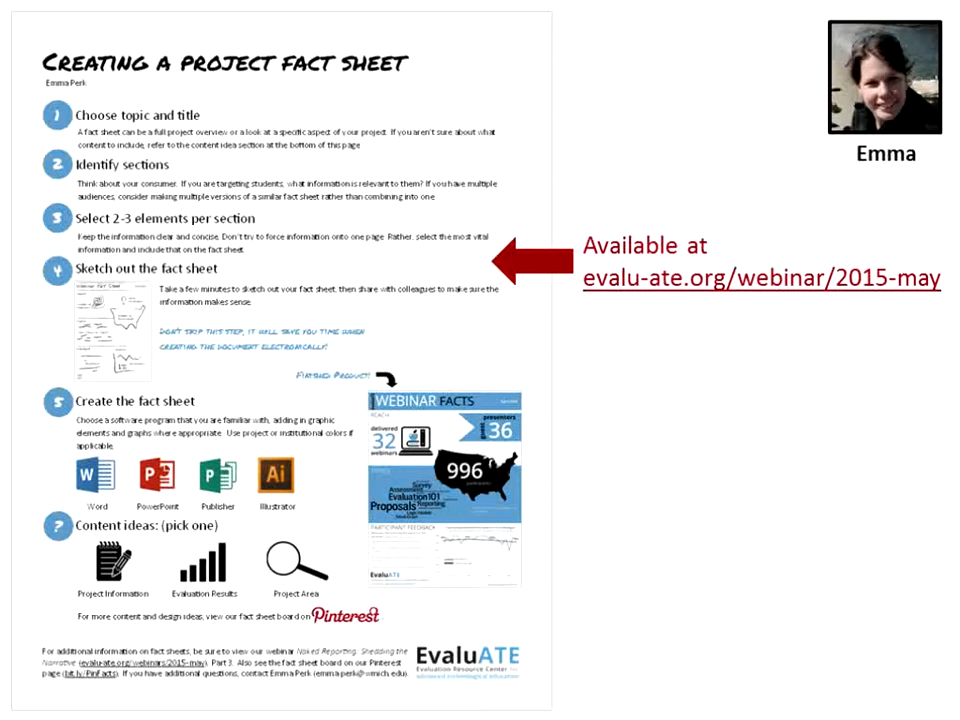 CREATING A PROJECT FACT SHEET
Emma Perk
1 Choose topic and title
A fact sheet can be a full project overview or a look at a specific aspect of your project. If you aren't sure about what
content to include, refer to the content idea section at the bottom of this page
2 Identify sections
Think about your consumer. If you are targeting students, what information is relevant to them? If you have multiple
audiences, consider making multiple versions of a similar fact sheet rather than combining into one
3 Select 2-3 elements per section
Keep the information clear and concise. Don't try to force information onto one page. Rather, select the most vital
information and include that on the fact sheet.
4 Sketch out the fact sheet
Take a few minutes to sketch out your fact sheet, then share with colleagues to make sure the
information makes sense.
DON'T SKIP THIS STEP, IT WILL SAVE YOU TIME WHEN
CREATING THE DOCUMENT ELECTRONICALLY!
FINISHED PRODUCT!
5 Create the fact sheet
Choose a software program that you are familiar with, adding in graphic
elements and graphs where appropriate. Use project or institutional colors if
applicable.
W P P Ai
Word PowerPoint Publisher Illustrator
WEBINAR FACTS
REACH
delivered
32
webinars
guest presenters
36
996
Survey
Assessment
Evaluation101
Proposals Reporting
PARTICIPANT FEEDBACK
EvaluATE
? Content ideas: (pick one)
Project Information Evaluation Results Project Area
For more content and design ideas, view our fact sheet board on Pinterest
For additional information on fact sheets, be sure to view our webinar Naked Reporting: Shedding the
Narrative (evalu-ate.org/webinars/2015-may), Part 3. Also see the fact sheet board on our Pinterest
page (bit.ly/PinFacts). If you have additional questions, contact Emma Perk (emma.perk@wmich.edu).
EvaluATE
Evaluation Resource Center for
advanced technological education
Emma
Available at
evalu-ate.org/webinar/2015-may